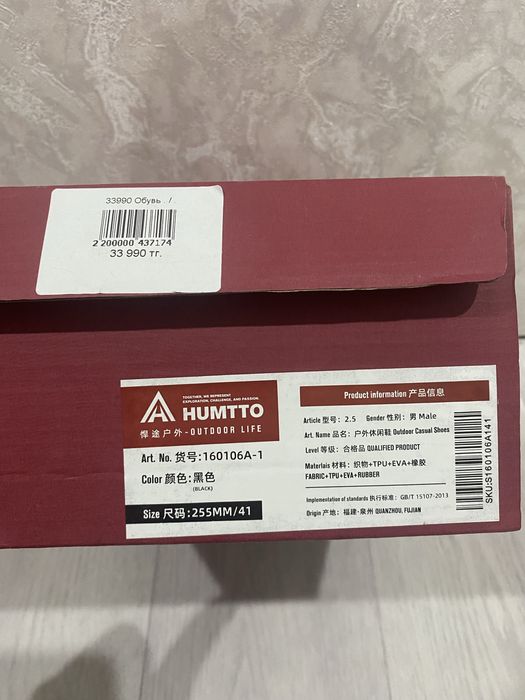 33990 Обувь . /
2 200000 437174
33 990 тг.
TOGETHER, WE REPRESENT
EXPLORATION, CHALLENGE, AND PASSION.
HUMTTO
悍途户外-OUTDOOR LIFE
Art. No. 货号:160106A-1
Color 颜色:黑色
(BLACK)
Size 尺码:255MM/41
Product information 产品信息
Article 型号: 2.5 Gender 性别: 男 Male
Art. Name 品名: 户外休闲鞋 Outdoor Casual Shoes
Level 等级: 合格品 QUALIFIED PRODUCT
Materials 材料: 织物+TPU+EVA+橡胶
FABRIC+TPU+EVA+RUBBER
Implementation of standards 执行标准: GB/T 15107-2013
Origin 产地: 福建·泉州 QUANZHOU, FUJIAN
SKU:S160106A141